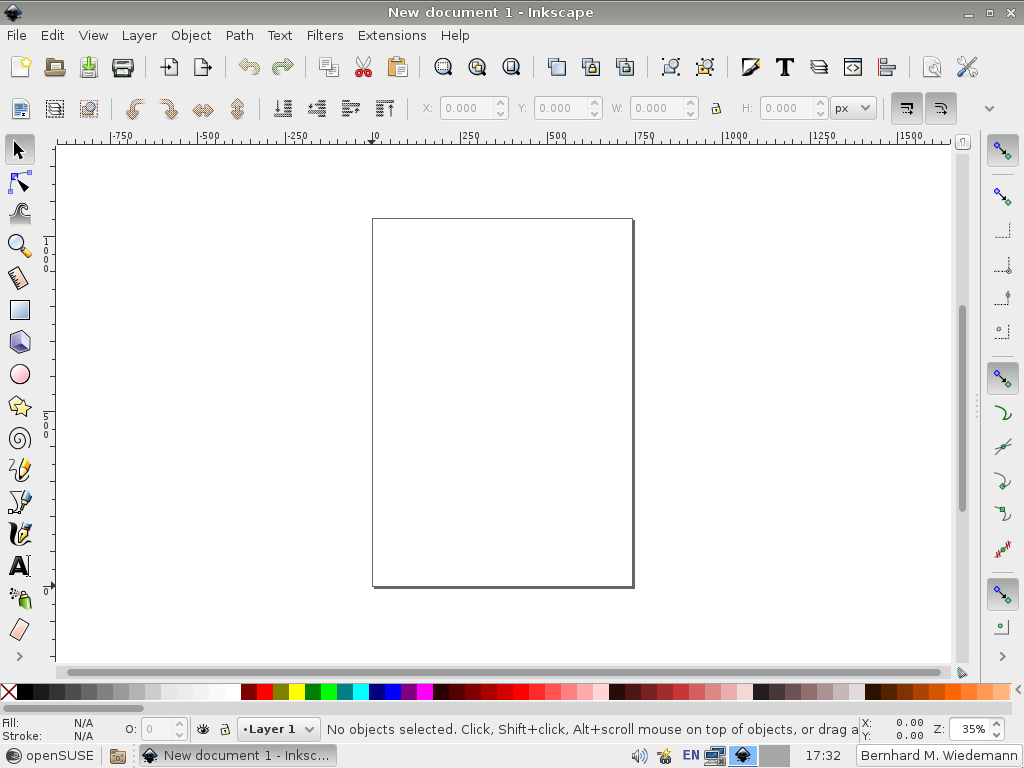 New document 1 - Inkscape
File Edit View Layer Object Path Text Filters Extensions Help
X: 0.000 Y: 0.000 W: 0.000 H: 0.000 px
-750 -500 -250 0 250 500 750 1000 1250 1500
1000
500
0
Fill: N/A
Stroke: N/A
O: 0
•Layer 1
No objects selected. Click, Shift+click, Alt+scroll mouse on top of objects, or drag a
X: 0.00
Y: 0.00
Z: 35%
openSUSE
New document 1 - Inksc...
EN
17:32
Bernhard M. Wiedemann